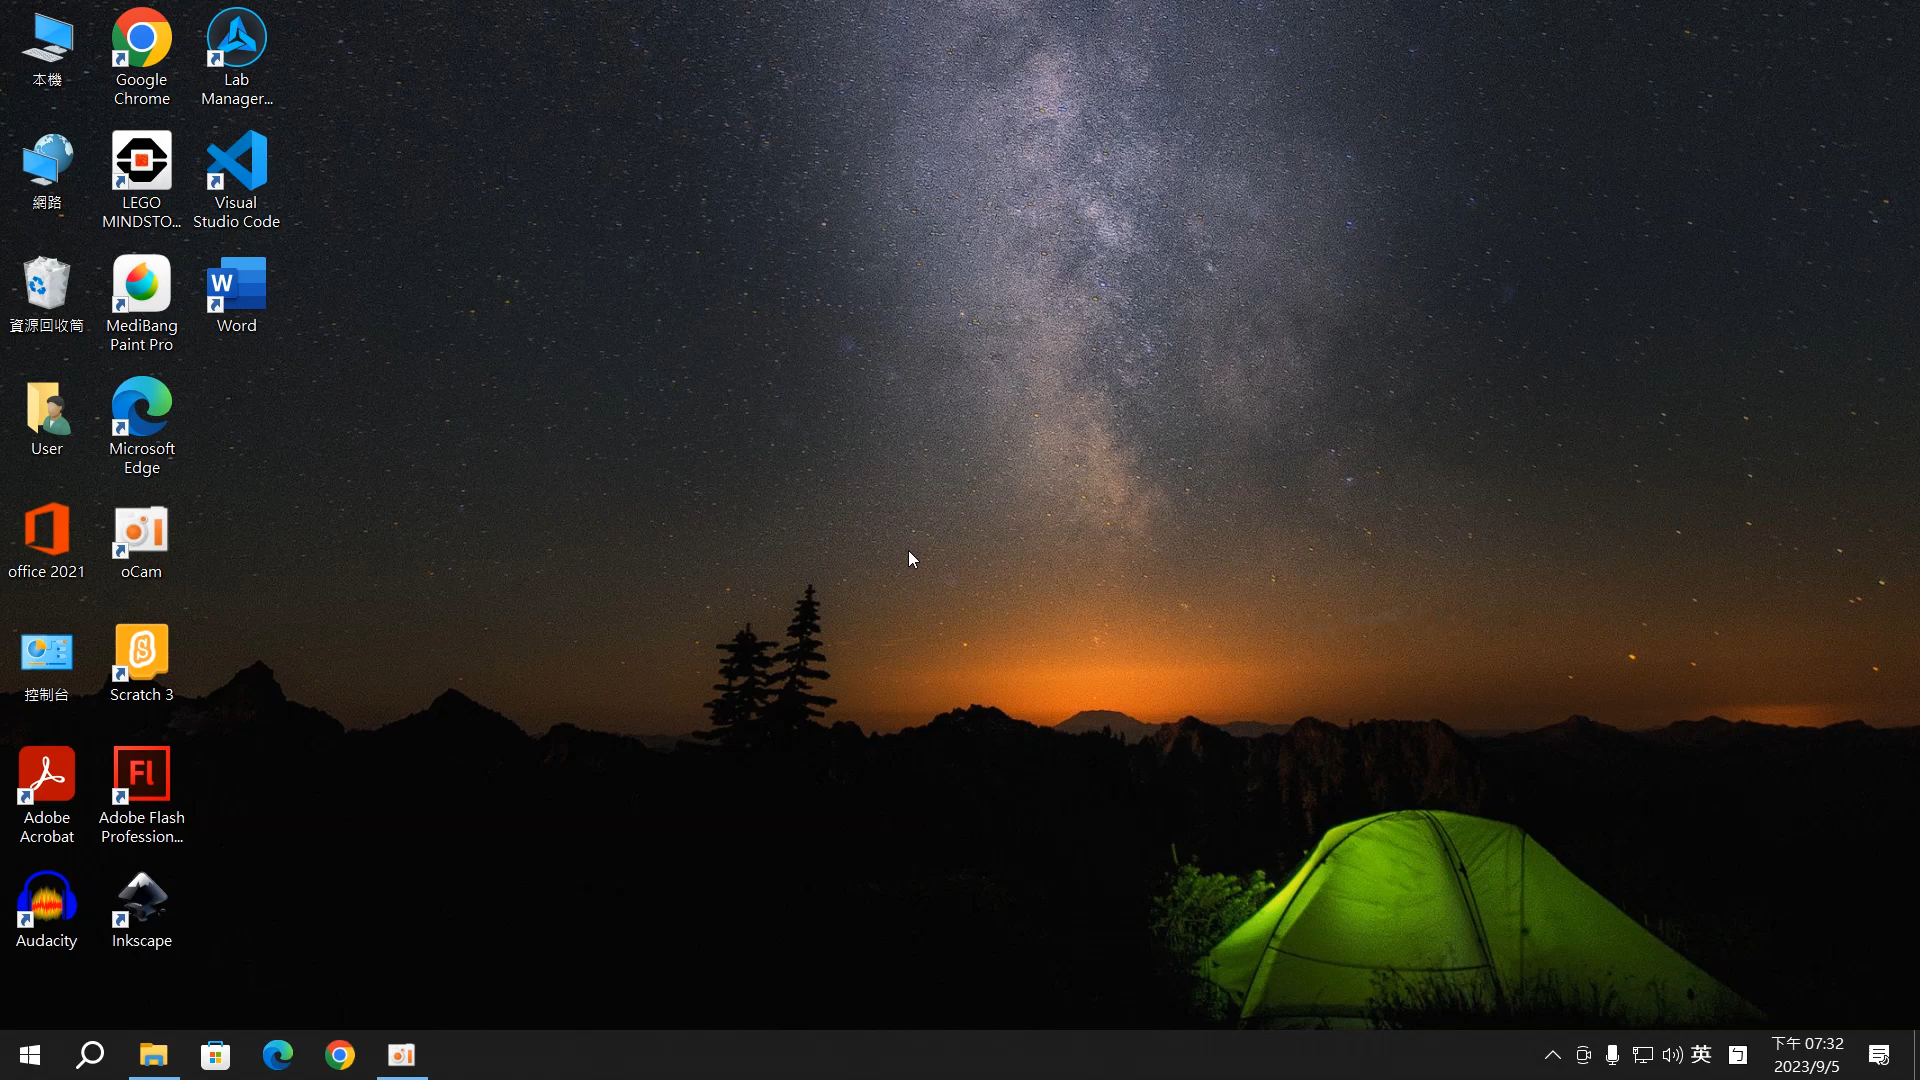 本機
Google
Chrome
Lab
Manager...
網路
LEGO
MINDSTO...
Visual
Studio Code
資源回收筒
MediBang
Paint Pro
W
Word
User
Microsoft
Edge
office 2021
oCam
控制台
S
Scratch 3
Adobe
Acrobat
Fl
Adobe Flash
Profession...
Audacity
Inkscape
英
ㄅ
下午 07:32
2023/9/5